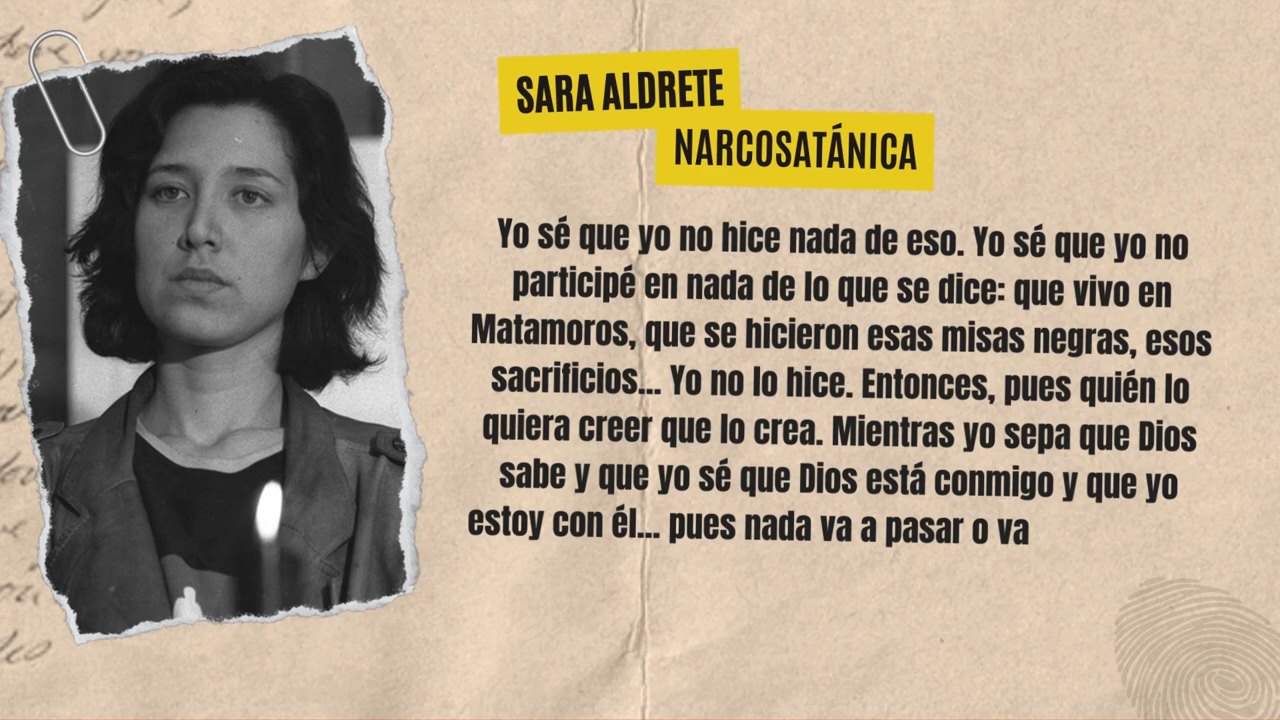 SARA ALDRETE
NARCOSATÁNICA
Yo sé que yo no hice nada de eso. Yo sé que yo no
participé en nada de lo que se dice: que vivo en
Matamoros, que se hicieron esas misas negras, esos
sacrificios... Yo no lo hice. Entonces, pues quién lo
quiera creer que lo crea. Mientras yo sepa que Dios
sabe y que yo sé que Dios está conmigo y que yo
estoy con él... pues nada va a pasar o va